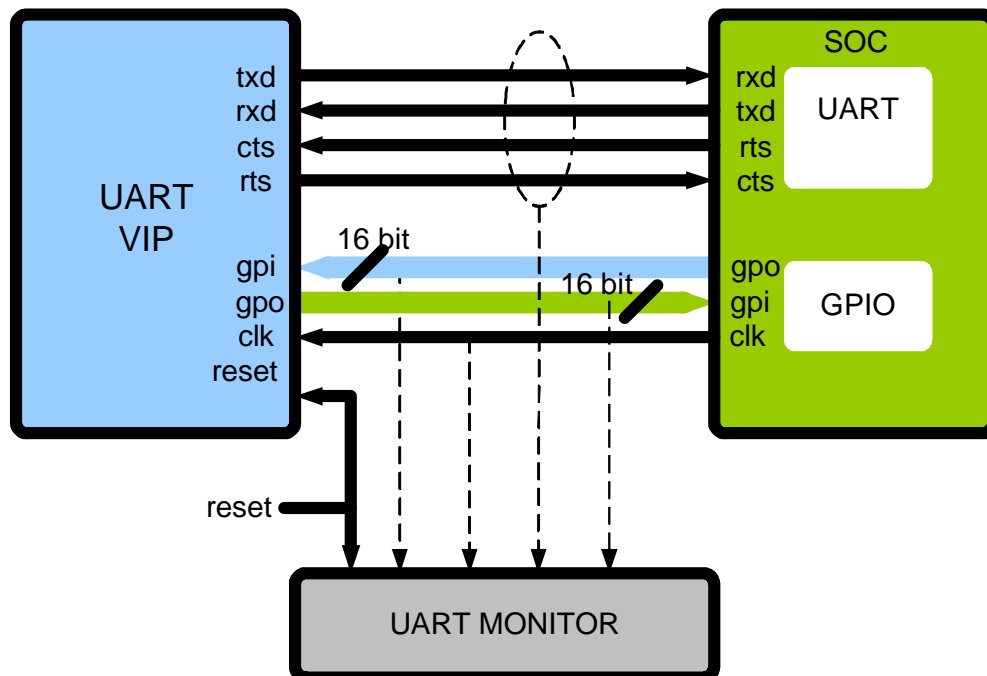 SOC
txd
rxd
cts
rts
rxd
txd
rts
cts
UART
UART
VIP
16 bit
gpi
gpo
clk
reset
16 bit
gpo
gpi
clk
GPIO
reset
UART MONITOR